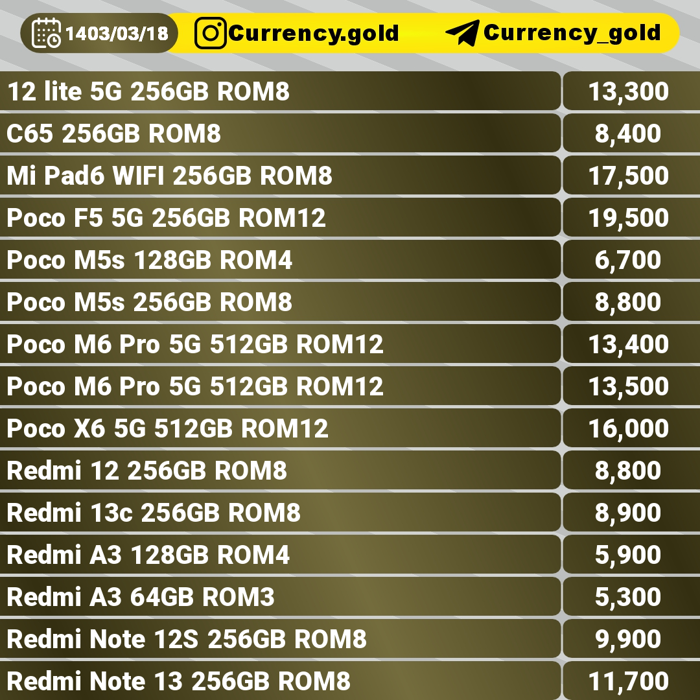 1403/03/18 Currency.gold Currency_gold
12 lite 5G 256GB ROM8 13,300
C65 256GB ROM8 8,400
Mi Pad6 WIFI 256GB ROM8 17,500
Poco F5 5G 256GB ROM12 19,500
Poco M5s 128GB ROM4 6,700
Poco M5s 256GB ROM8 8,800
Poco M6 Pro 5G 512GB ROM12 13,400
Poco M6 Pro 5G 512GB ROM12 13,500
Poco X6 5G 512GB ROM12 16,000
Redmi 12 256GB ROM8 8,800
Redmi 13c 256GB ROM8 8,900
Redmi A3 128GB ROM4 5,900
Redmi A3 64GB ROM3 5,300
Redmi Note 12S 256GB ROM8 9,900
Redmi Note 13 256GB ROM8 11,700